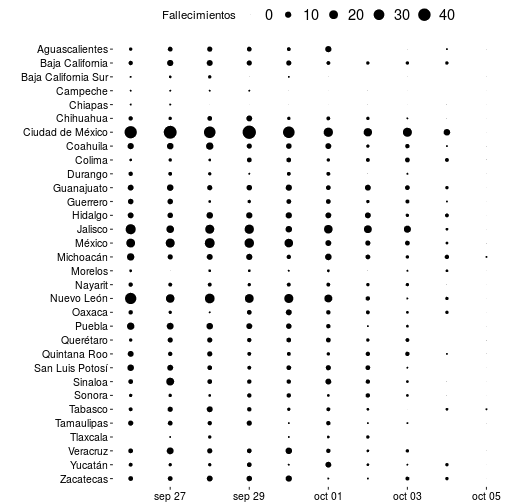 Fallecimientos 0 10 20 30 40
Aguascalientes
Baja California
Baja California Sur
Campeche
Chiapas
Chihuahua
Ciudad de México
Coahuila
Colima
Durango
Guanajuato
Guerrero
Hidalgo
Jalisco
México
Michoacán
Morelos
Nayarit
Nuevo León
Oaxaca
Puebla
Querétaro
Quintana Roo
San Luis Potosí
Sinaloa
Sonora
Tabasco
Tamaulipas
Tlaxcala
Veracruz
Yucatán
Zacatecas
sep 27 sep 29 oct 01 oct 03 oct 05